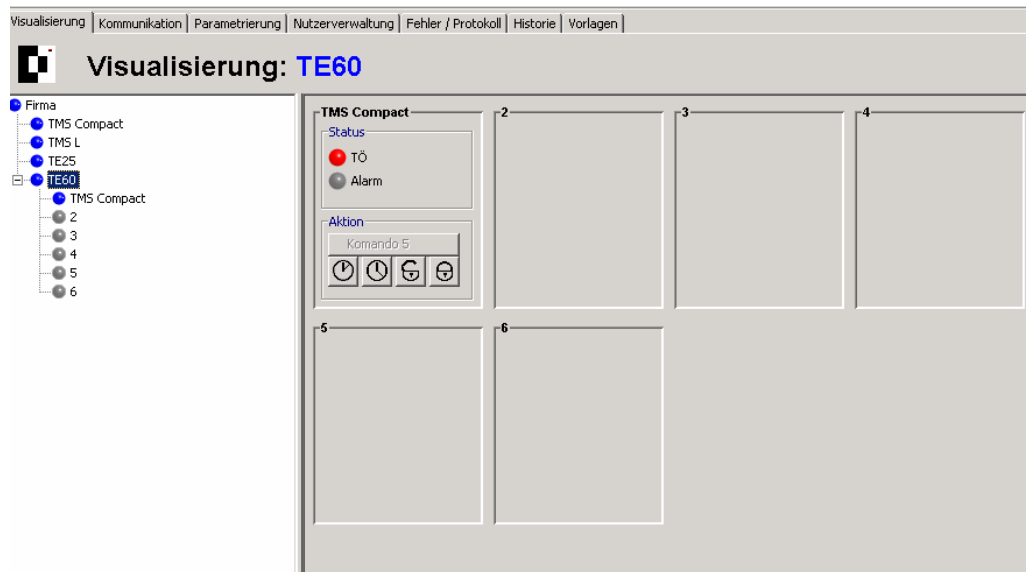 Visualisierung Kommunikation Parametrierung Nutzerverwaltung Fehler / Protokoll Historie Vorlagen
Visualisierung: TE60
Firma
TMS Compact
TMS L
TE25
TE60
TMS Compact
2
3
4
5
6
TMS Compact 2 3 4
Status
TÖ
Alarm
Aktion
Komando 5
5 6